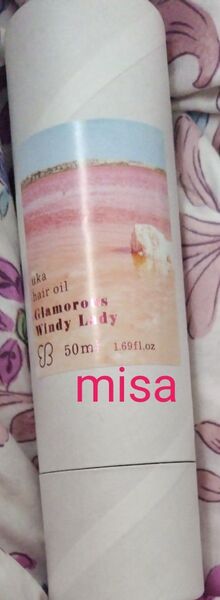 uka
hair oil
Glamorous
Windy Lady
50ml 1.69fl.oz
misa